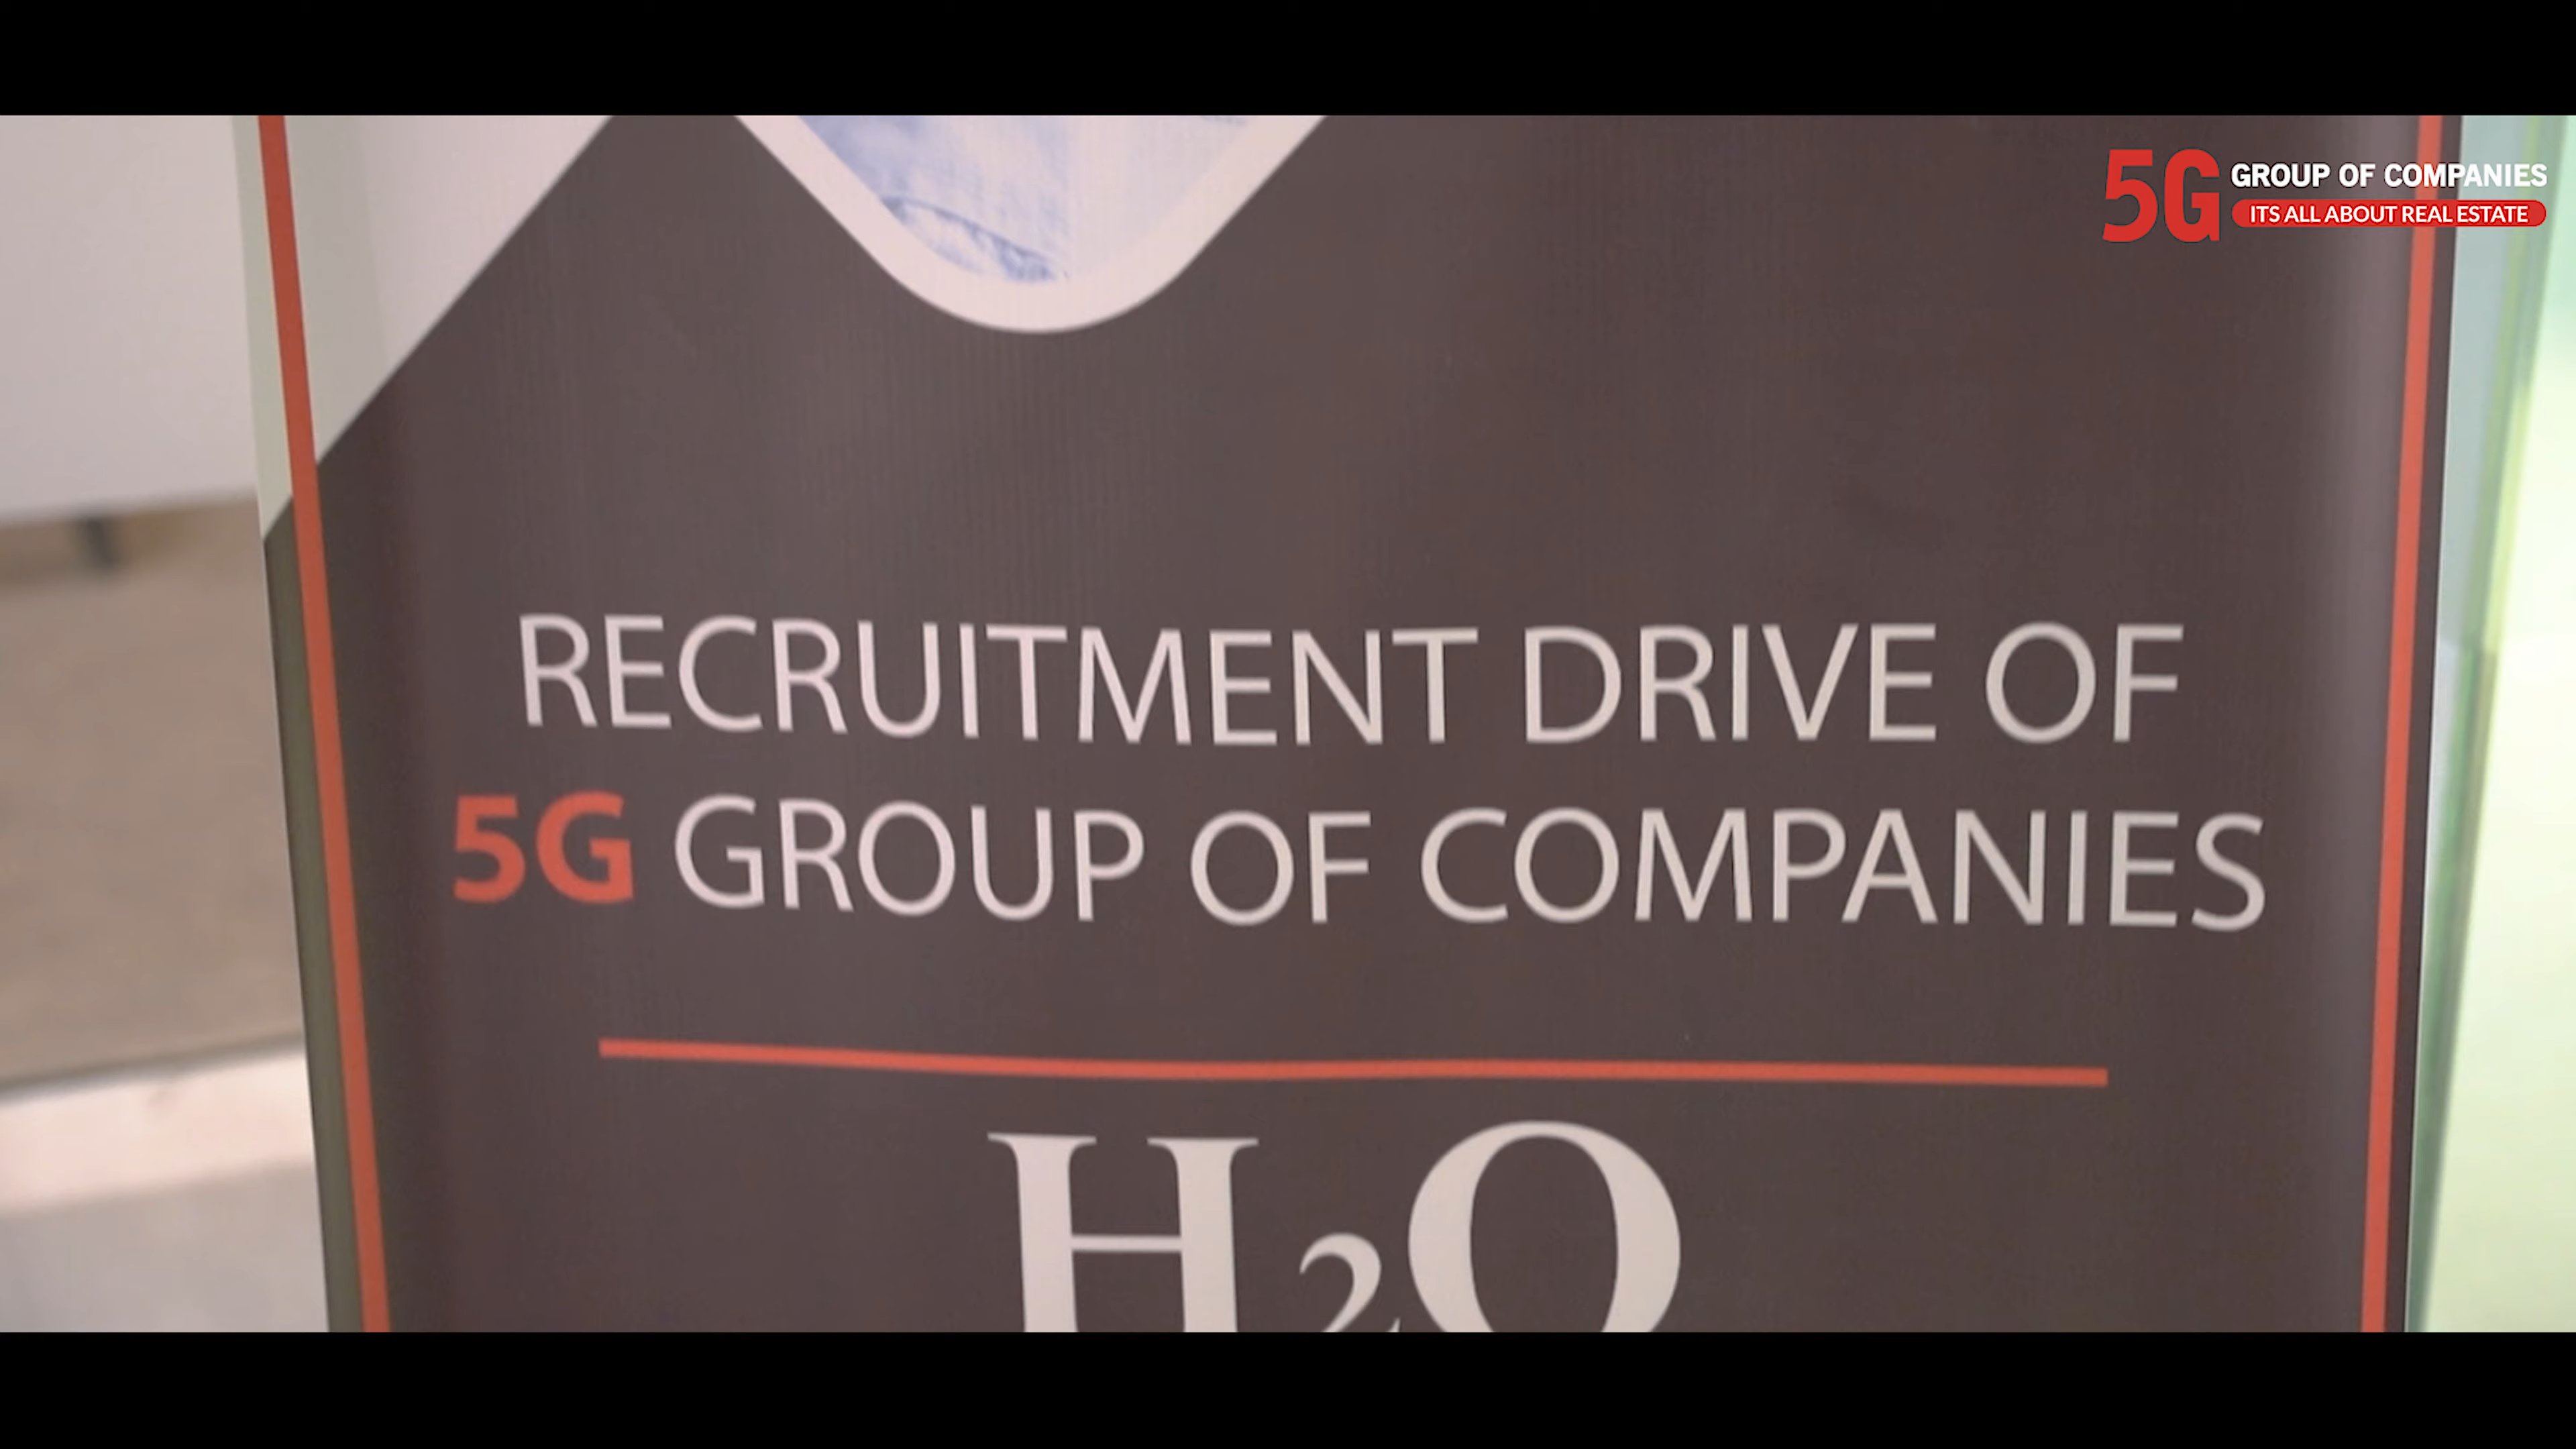 5G GROUP OF COMPANIES
ITS ALL ABOUT REAL ESTATE
RECRUITMENT DRIVE OF
5G GROUP OF COMPANIES
H2O